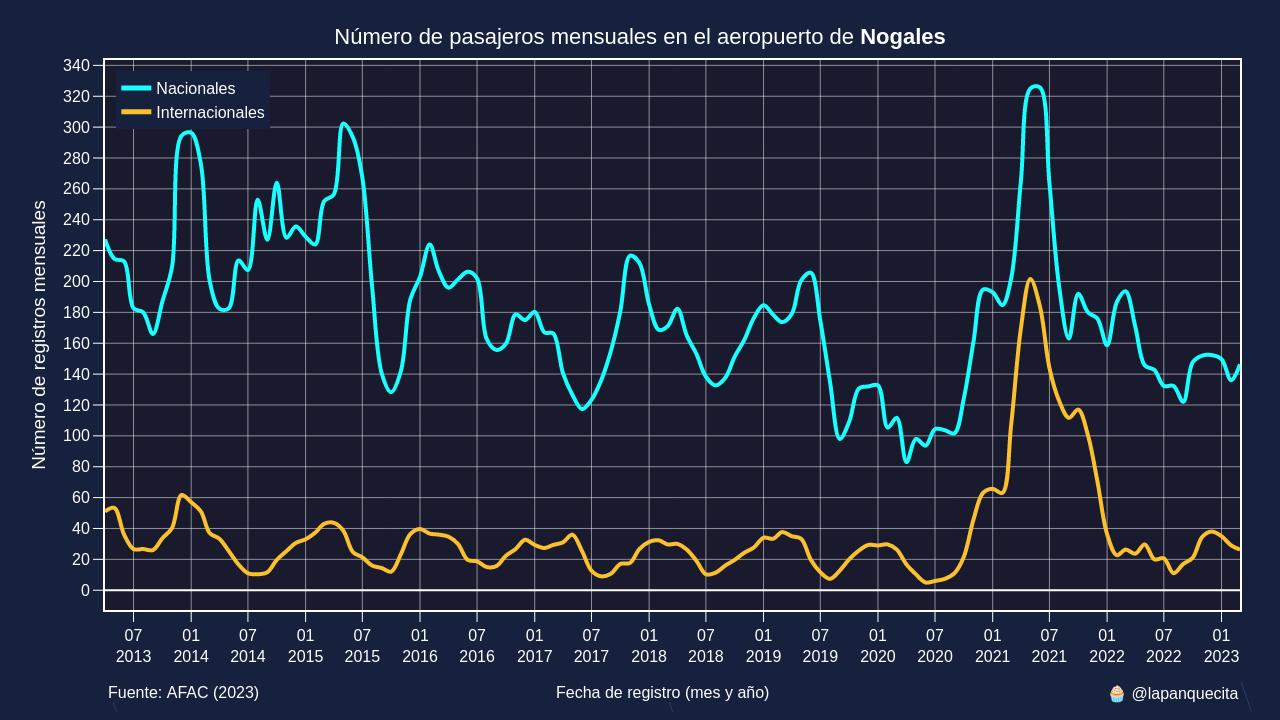 Número de pasajeros mensuales en el aeropuerto de Nogales
Nacionales
Internacionales
Número de registros mensuales
340
320
300
280
260
240
220
200
180
160
140
120
100
80
60
40
20
0
07 01 07 01 07 01 07 01 07 01 07 01 07 01 07 01 07 01 07 01
2013 2014 2014 2015 2015 2016 2016 2017 2017 2018 2018 2019 2019 2020 2020 2021 2021 2022 2022 2023
Fuente: AFAC (2023)
Fecha de registro (mes y año)
🧁 @lapanquecita